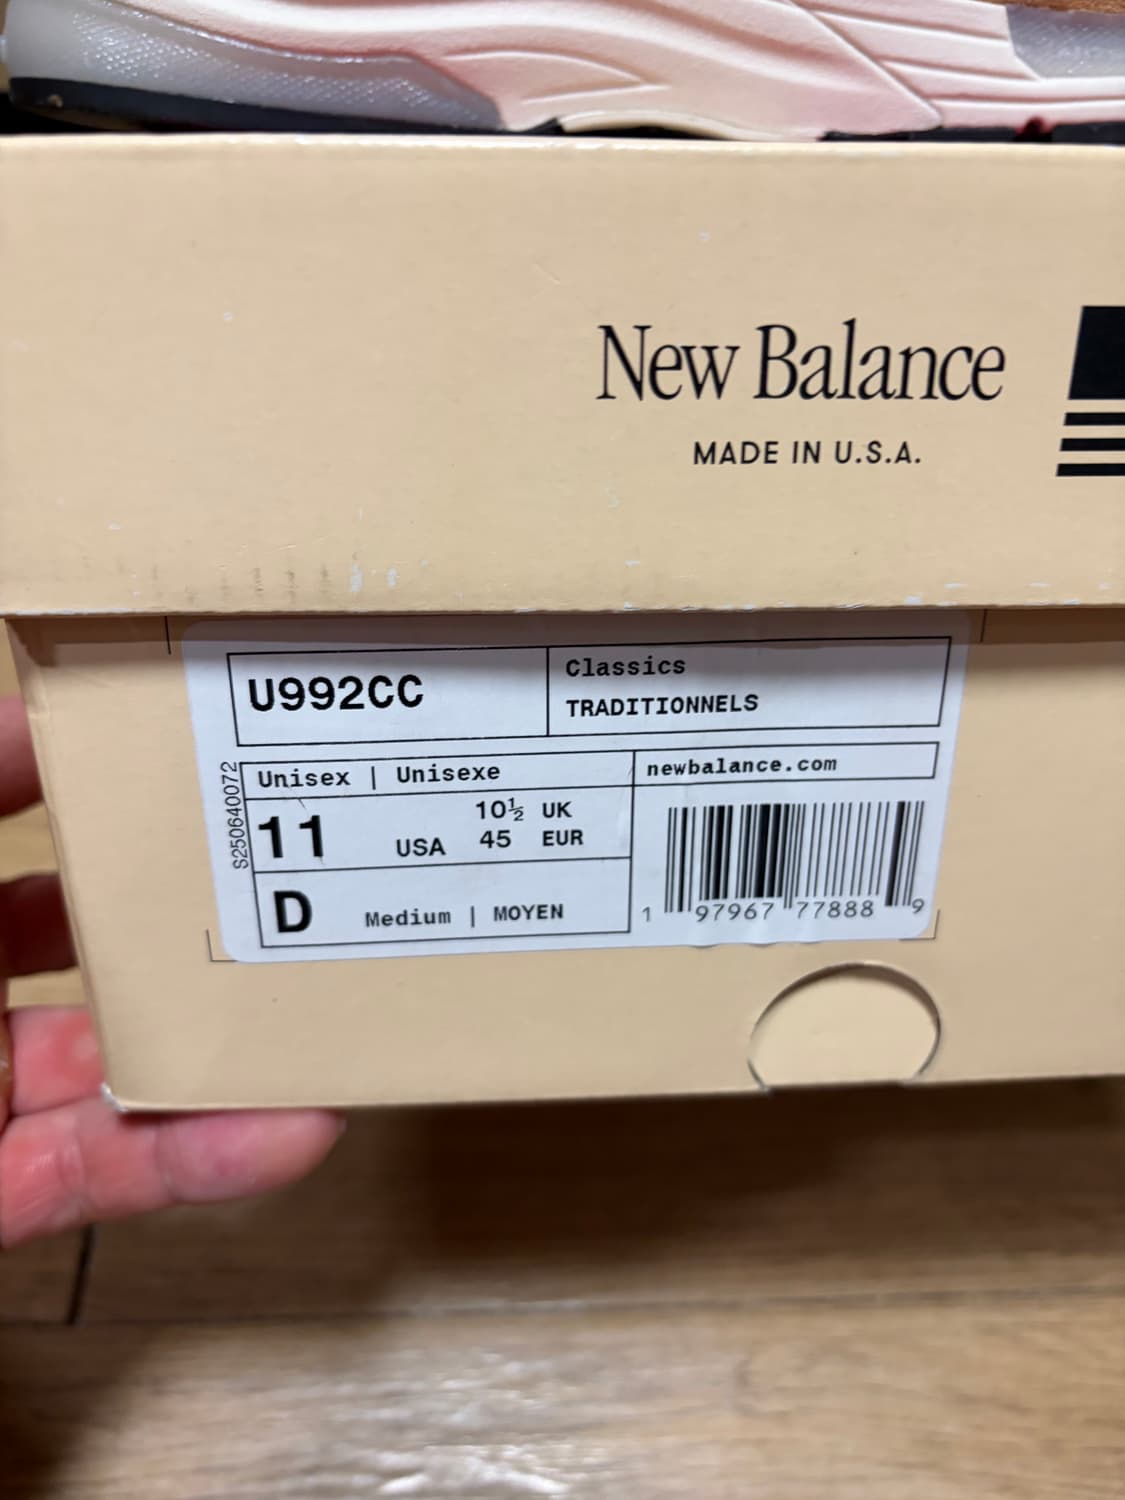 New Balance
MADE IN U.S.A.
U992CC
Classics
TRADITIONNELS
S250640072
Unisex | Unisexe
newbalance.com
11 USA
10½ UK
45 EUR
D Medium | MOYEN
1 97967 77888 9